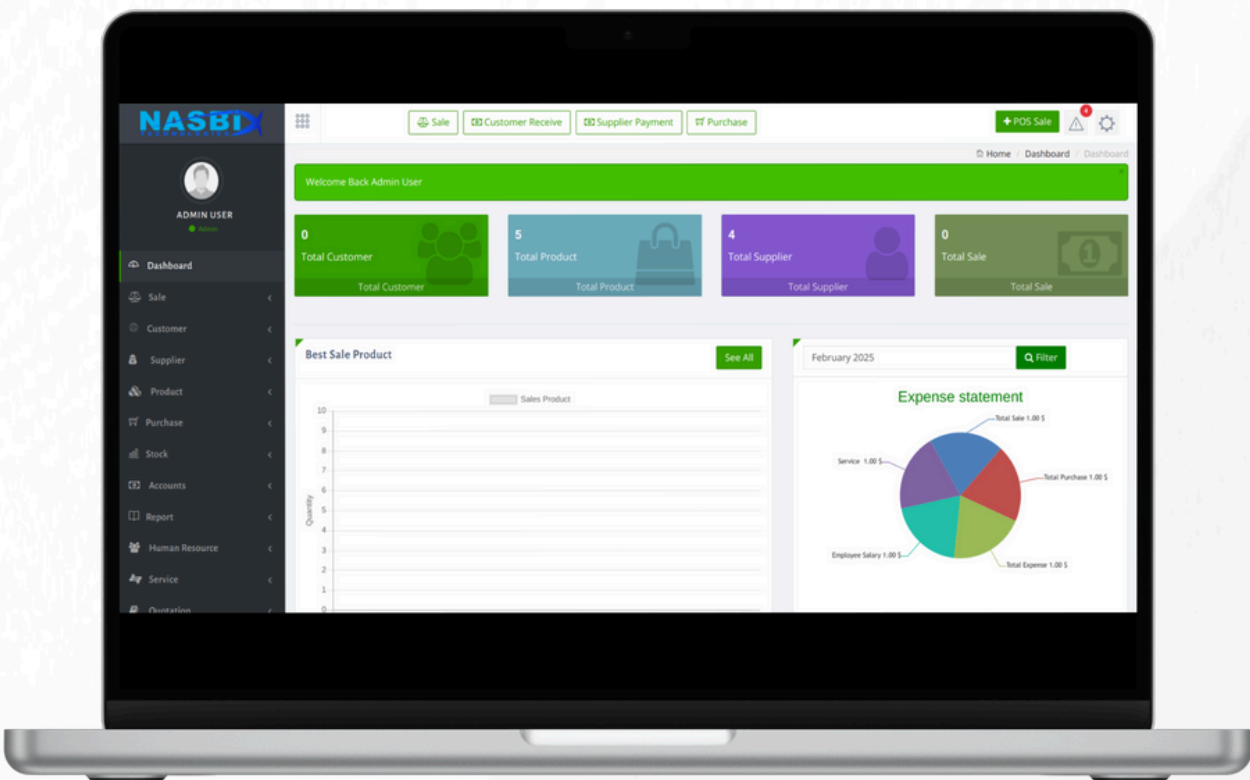 NASBIX
TECHNOLOGIES
Sale
Customer Receive
Supplier Payment
Purchase
+ POS Sale
Home / Dashboard / Dashboard
ADMIN USER
Admin
Welcome Back Admin User
×
0
Total Customer
Total Customer
5
Total Product
Total Product
4
Total Supplier
Total Supplier
0
Total Sale
1
Total Sale
Dashboard
Sale
Customer
Supplier
Product
Purchase
Stock
Accounts
Report
Human Resource
Service
Quotation
Best Sale Product
See All
Sales Product
Quantity
10
9
8
7
6
5
4
3
2
1
0
February 2025
Filter
Expense statement
Total Sale 1.00 $
Service 1.00 $
Total Purchase 1.00 $
Employee Salary 1.00 $
Total Expense 1.00 $